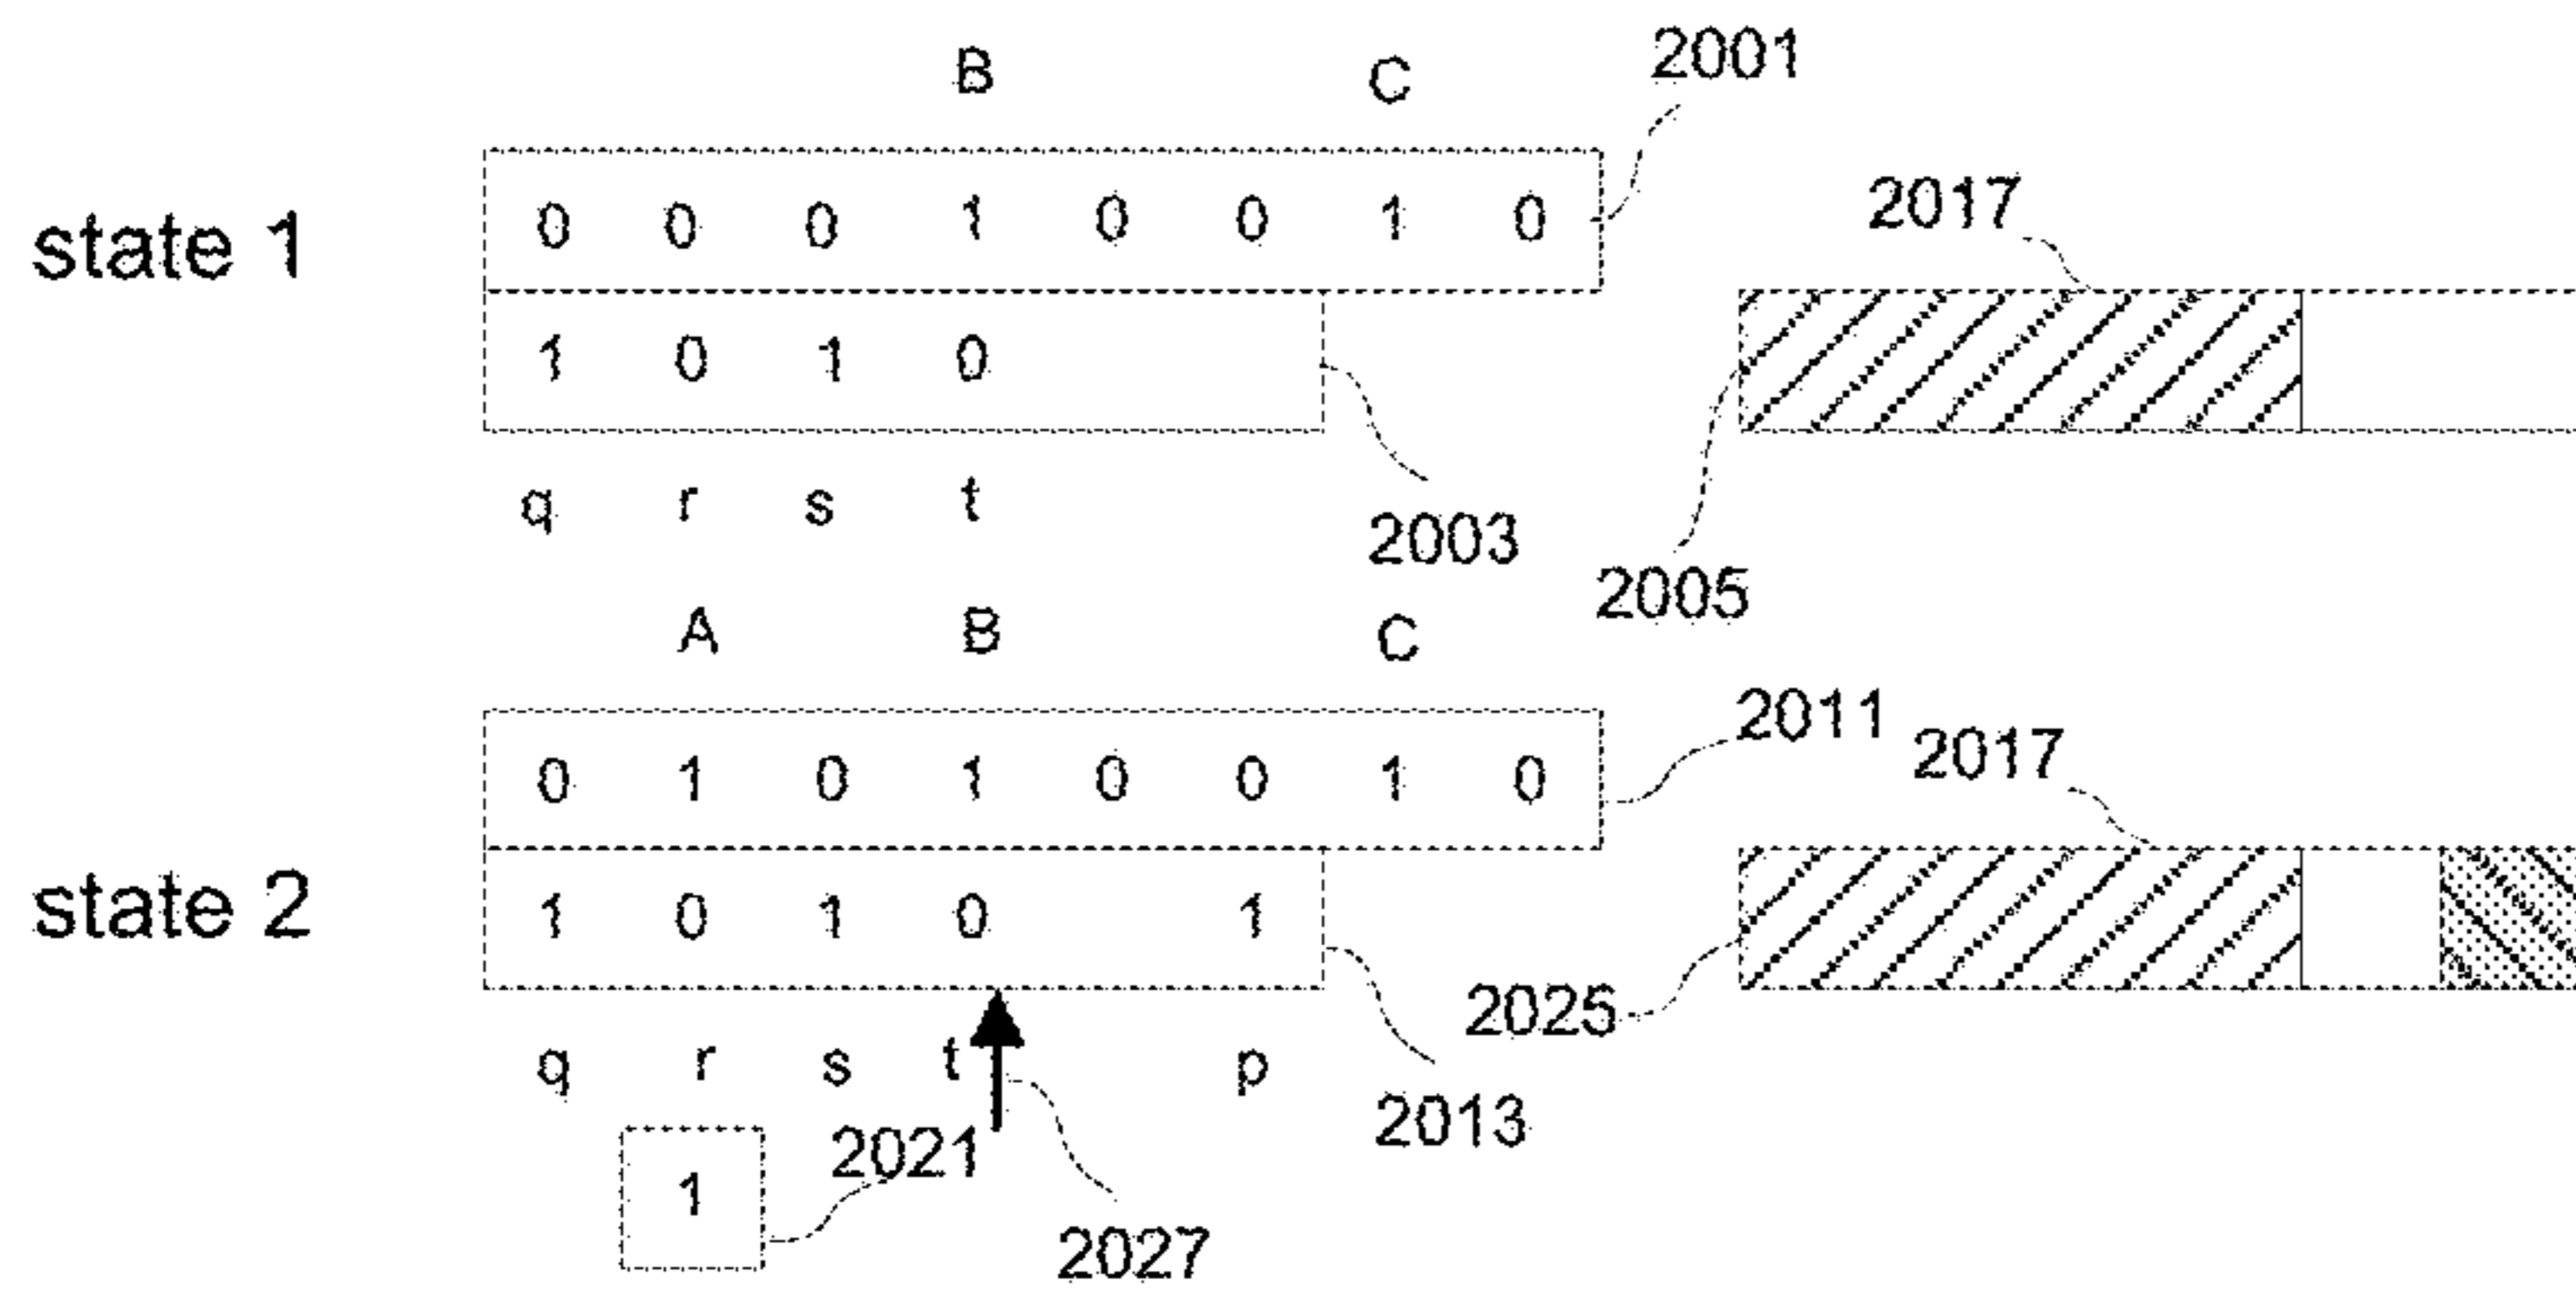 B C 2001
state 1 0 0 0 1 0 0 1 0 2017
1 0 1 0
q r s t 2003
2005
A B C
2011
0 1 0 1 0 0 1 0 2017
state 2 1 0 1 0 1
2025
q r s t p
2021 2013
1
2027